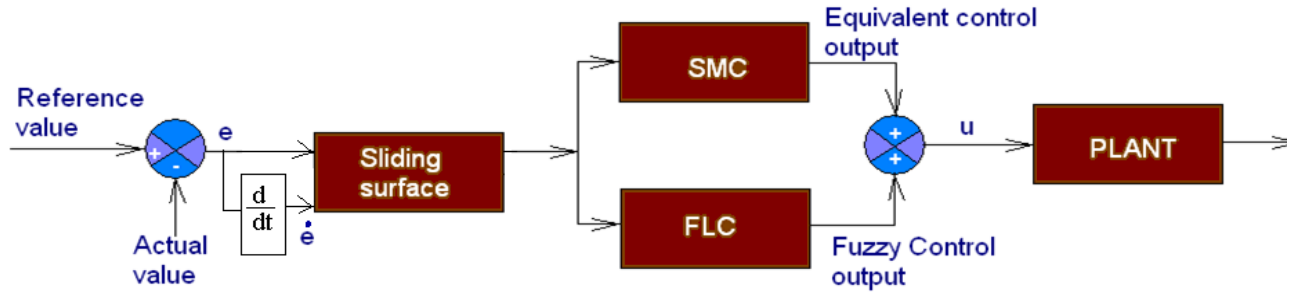 Reference
value
+
-
Actual
value
e
d
dt
ė
Sliding
surface
SMC
FLC
Equivalent control
output
+
+
Fuzzy Control
output
u
PLANT